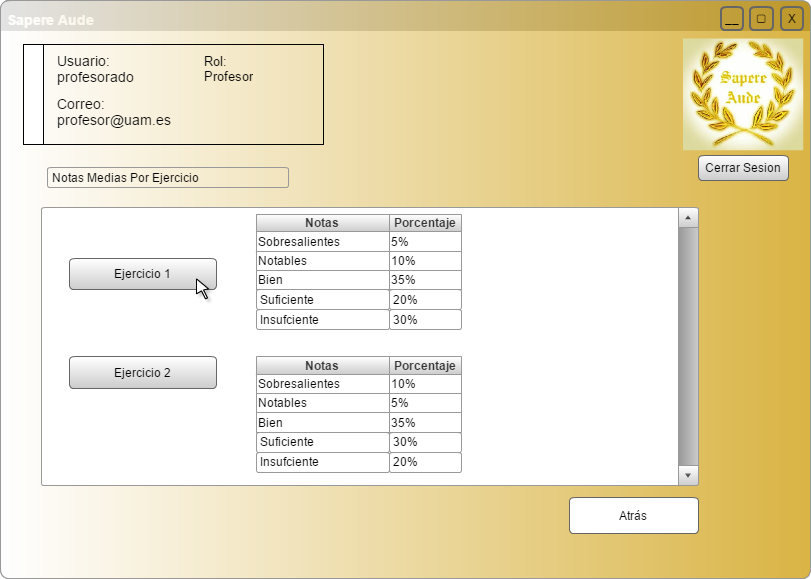 Sapere Aude
__ □ X
Usuario:
profesorado
Rol:
Profesor
Correo:
profesor@uam.es
Sapere
Aude
Cerrar Sesion
Notas Medias Por Ejercicio
Notas Porcentaje
Sobresalientes 5%
Notables 10%
Ejercicio 1
Bien 35%
Suficiente 20%
Insufciente 30%
Notas Porcentaje
Ejercicio 2
Sobresalientes 10%
Notables 5%
Bien 35%
Suficiente 30%
Insufciente 20%
Atrás